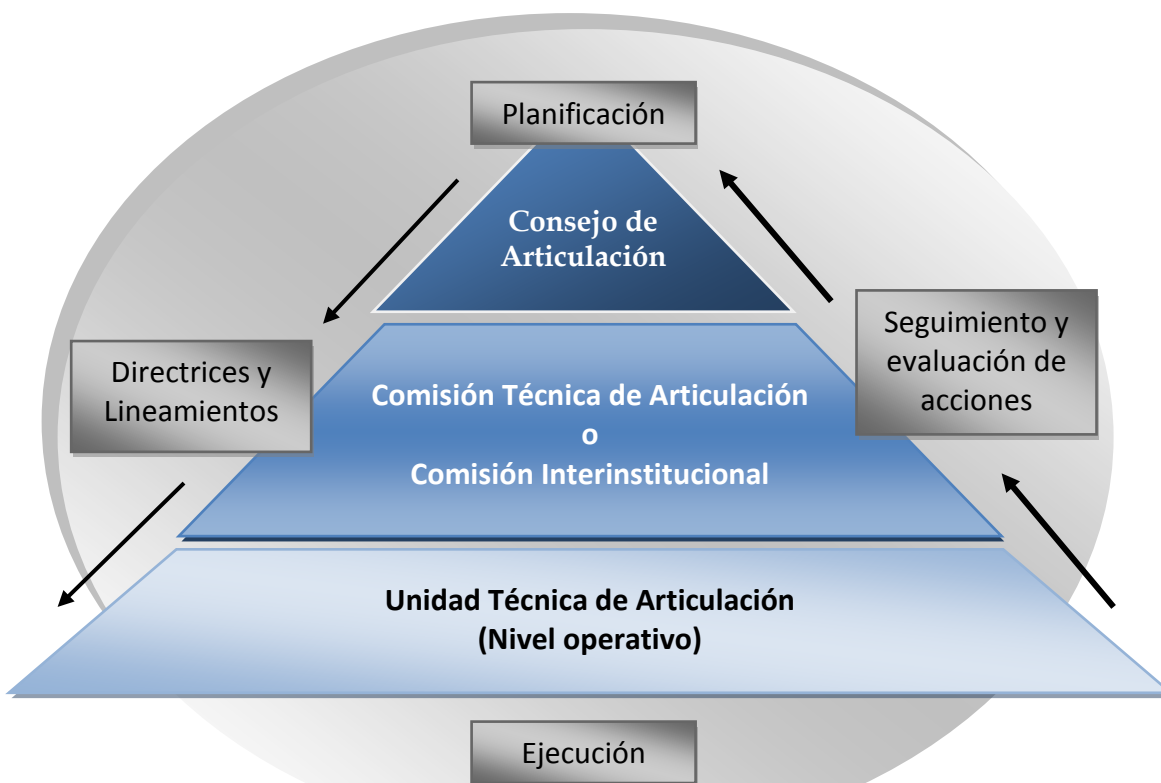 Planificación
Consejo de
Articulación
Directrices y
Lineamientos
Seguimiento y
evaluación de
acciones
Comisión Técnica de Articulación
o
Comisión Interinstitucional
Unidad Técnica de Articulación
(Nivel operativo)
Ejecución